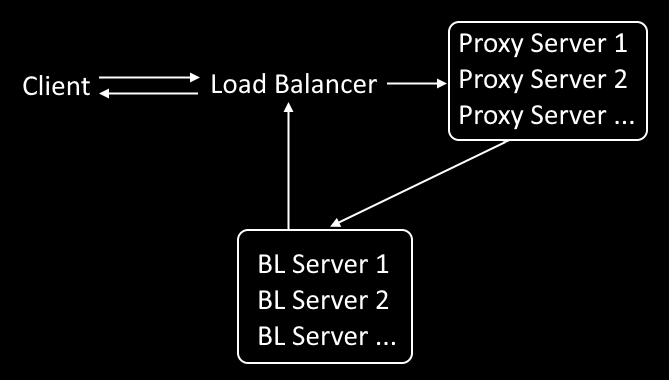 Client
Load Balancer
Proxy Server 1
Proxy Server 2
Proxy Server ...
BL Server 1
BL Server 2
BL Server ...